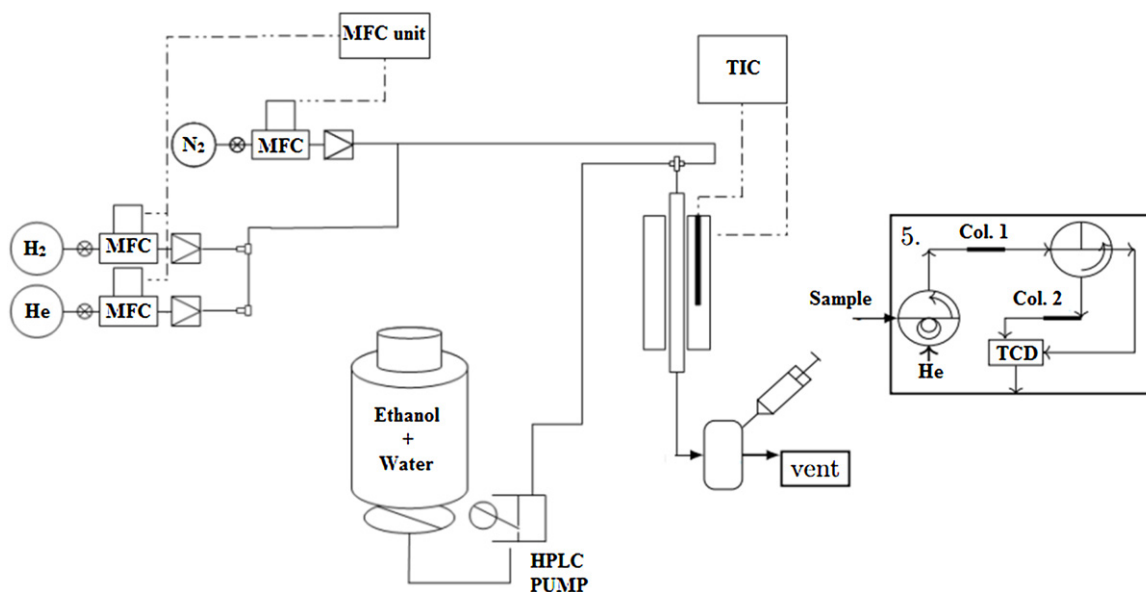 MFC unit
TIC
N₂
MFC
H₂
MFC
He
MFC
5.
Col. 1
Col. 2
Sample
He
TCD
Ethanol
+
Water
vent
HPLC
PUMP